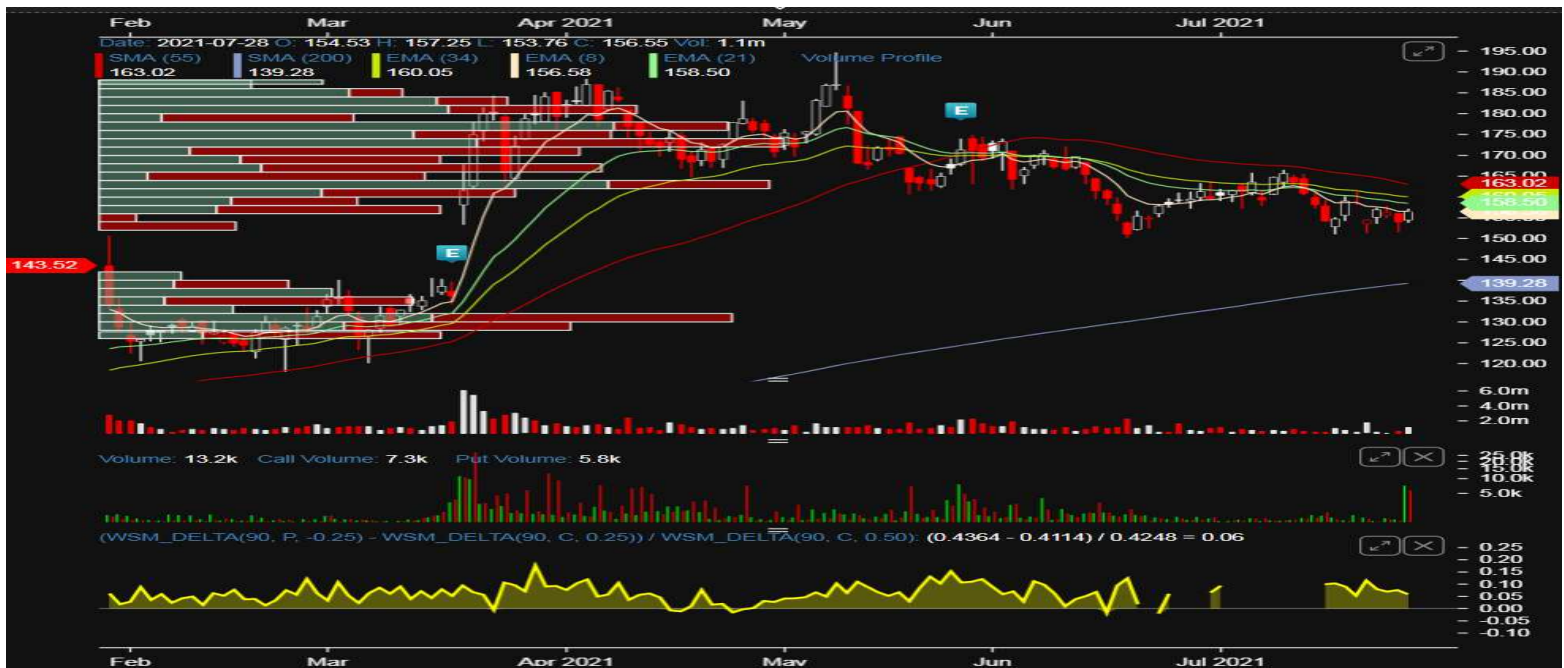 Feb Mar Apr 2021 May Jun Jul 2021
Date: 2021-07-28 O: 154.53 H: 157.25 L: 153.76 C: 156.55 Vol: 1.1m
SMA (55) SMA (200) EMA (34) EMA (8) EMA (21) Volume Profile
163.02 139.28 160.05 156.58 158.50
195.00
190.00
185.00
180.00
E
175.00
170.00
165.00
163.02
158.50
150.00
E
145.00
143.52
139.28
135.00
130.00
125.00
120.00
6.0m
4.0m
2.0m
Volume: 13.2k Call Volume: 7.3k Put Volume: 5.8k
25.0k
20.0k
15.0k
10.0k
5.0k
(WSM_DELTA(90, P, -0.25) - WSM_DELTA(90, C, 0.25)) / WSM_DELTA(90, C, 0.50): (0.4364 - 0.4114) / 0.4248 = 0.06
0.25
0.20
0.15
0.10
0.05
0.00
-0.05
-0.10
Feb Mar Apr 2021 May Jun Jul 2021